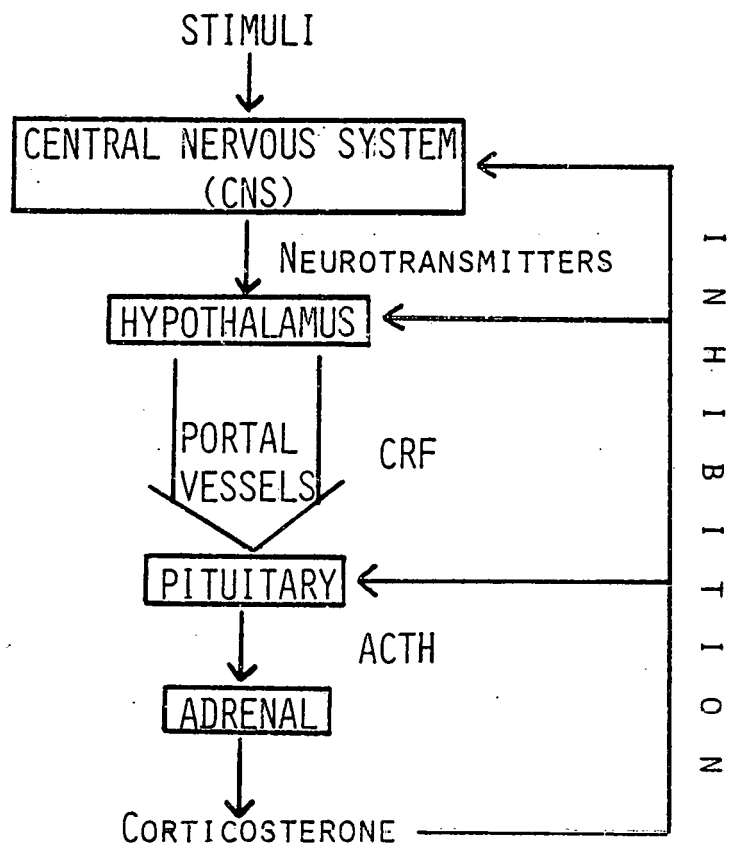 STIMULI
CENTRAL NERVOUS SYSTEM
(CNS)
NEUROTRANSMITTERS
HYPOTHALAMUS
PORTAL
VESSELS
CRF
PITUITARY
ACTH
ADRENAL
CORTICOSTERONE
INHIBITION